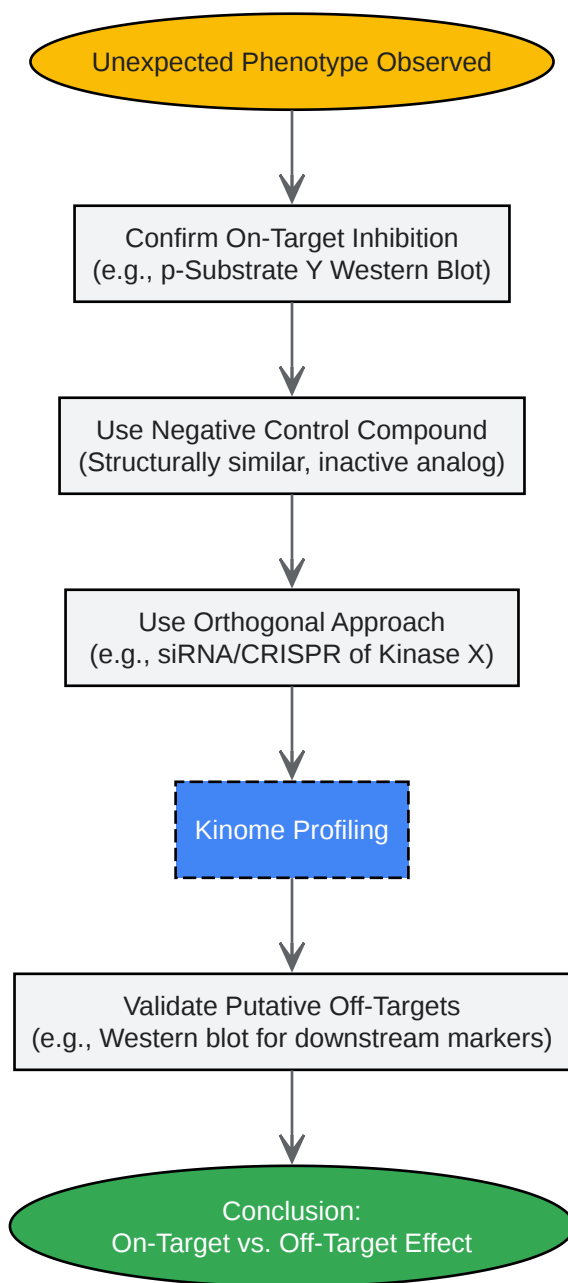 Unexpected Phenotype Observed
Confirm On-Target Inhibition
(e.g., p-Substrate Y Western Blot)
Use Negative Control Compound
(Structurally similar, inactive analog)
Use Orthogonal Approach
(e.g., siRNA/CRISPR of Kinase X)
Kinome Profiling
Validate Putative Off-Targets
(e.g., Western blot for downstream markers)
Conclusion:
On-Target vs. Off-Target Effect